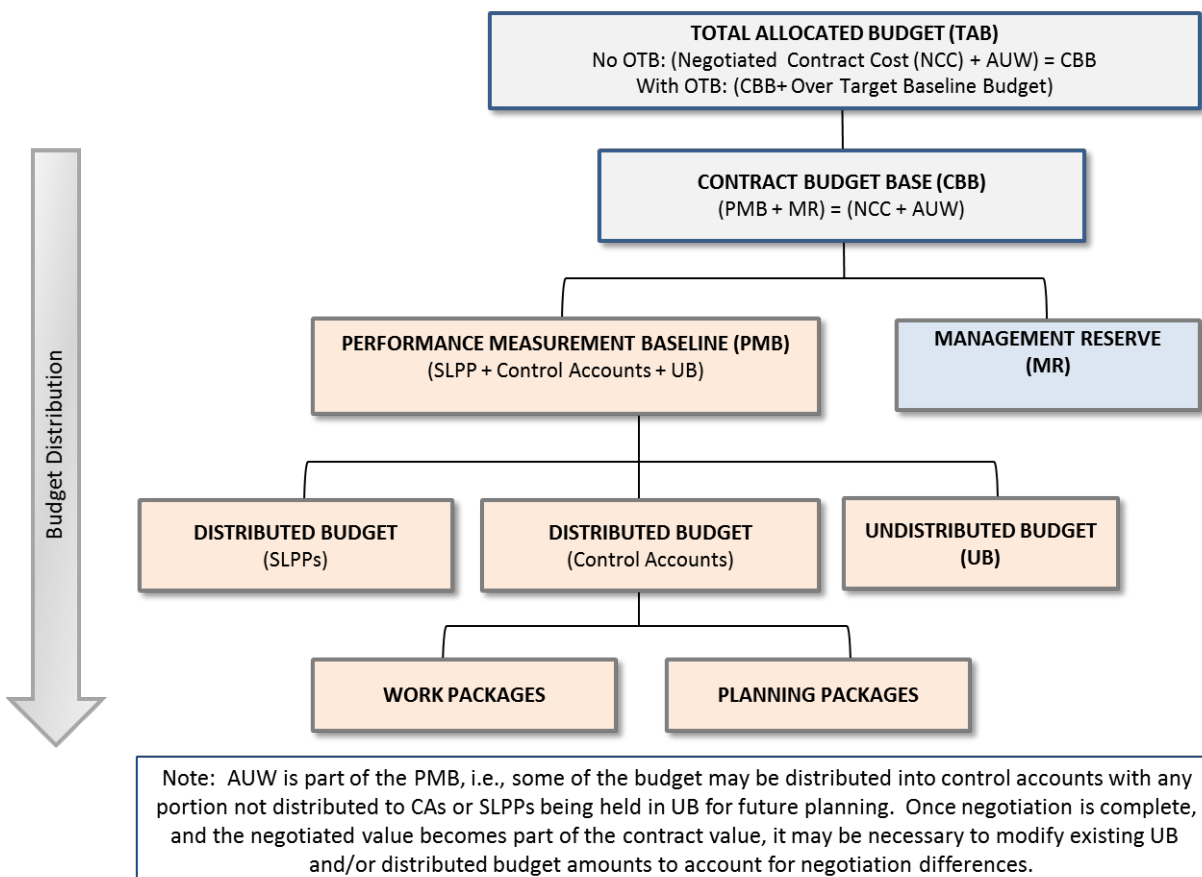 TOTAL ALLOCATED BUDGET (TAB)
No OTB: (Negotiated Contract Cost (NCC) + AUW) = CBB
With OTB: (CBB+ Over Target Baseline Budget)
CONTRACT BUDGET BASE (CBB)
(PMB + MR) = (NCC + AUW)
PERFORMANCE MEASUREMENT BASELINE (PMB)
(SLPP + Control Accounts + UB)
MANAGEMENT RESERVE
(MR)
Budget Distribution
DISTRIBUTED BUDGET
(SLPPs)
DISTRIBUTED BUDGET
(Control Accounts)
UNDISTRIBUTED BUDGET
(UB)
WORK PACKAGES
PLANNING PACKAGES
Note: AUW is part of the PMB, i.e., some of the budget may be distributed into control accounts with any
portion not distributed to CAs or SLPPs being held in UB for future planning. Once negotiation is complete,
and the negotiated value becomes part of the contract value, it may be necessary to modify existing UB
and/or distributed budget amounts to account for negotiation differences.